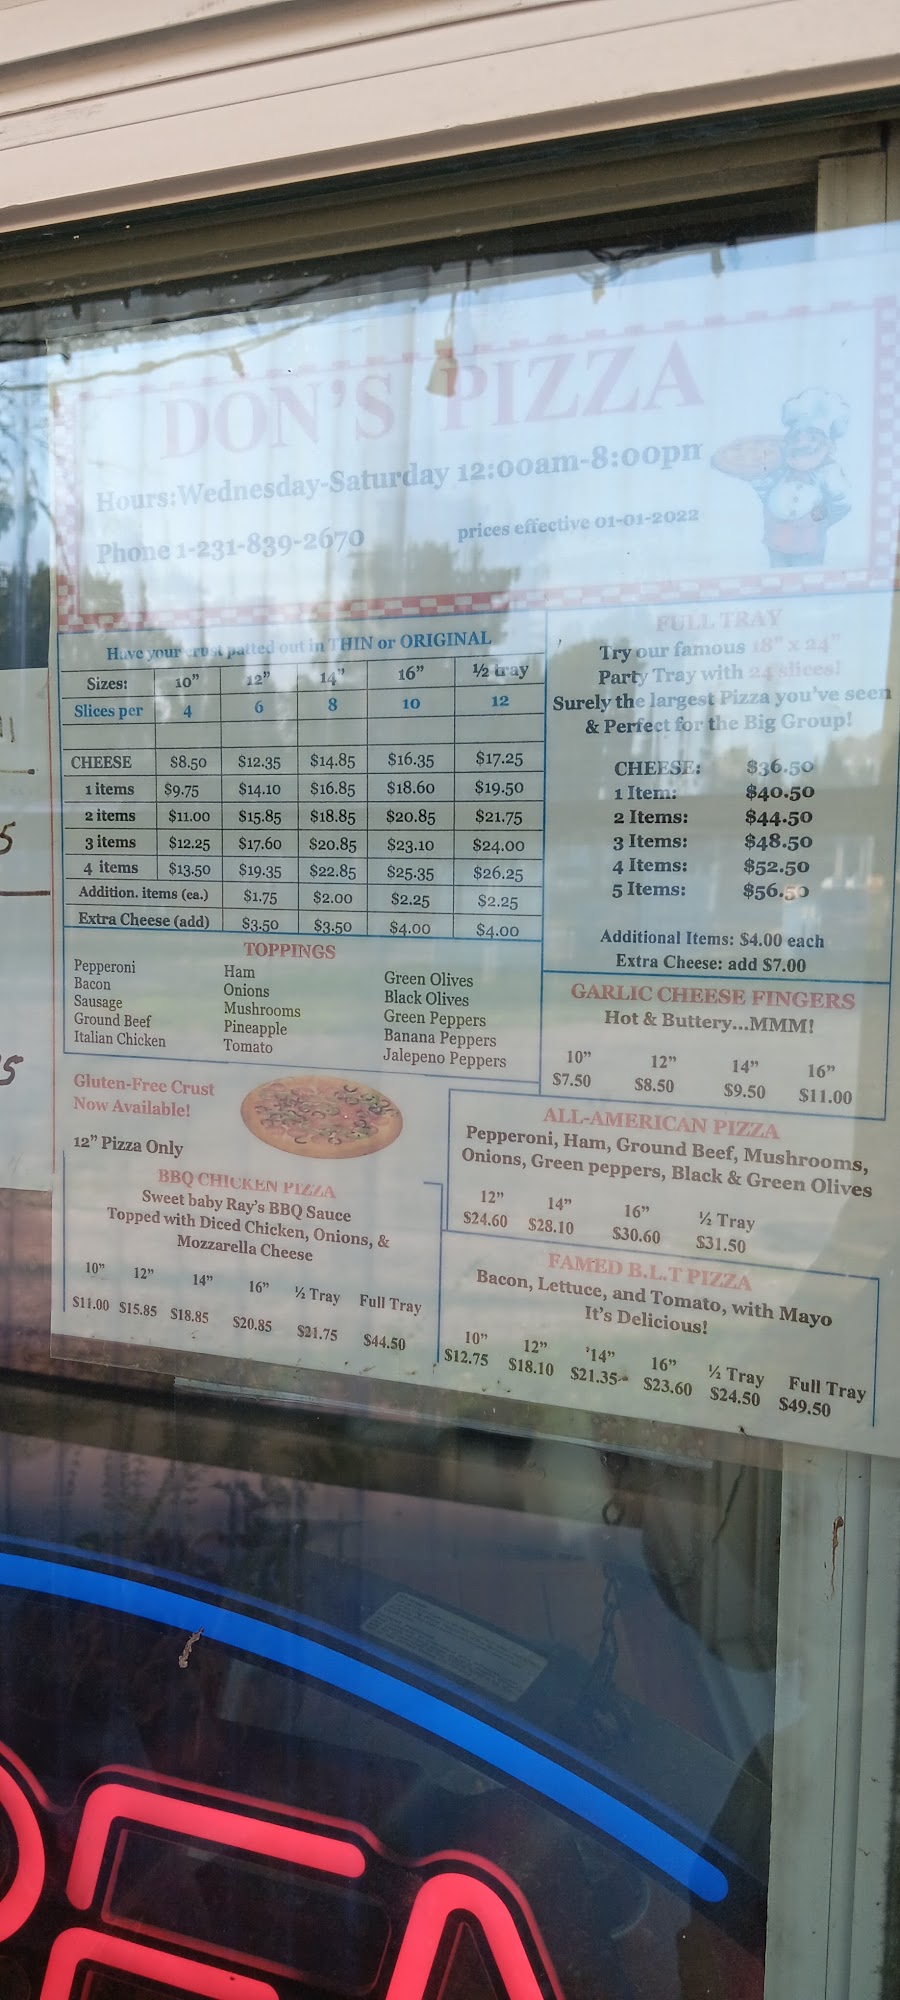 DON'S PIZZA
Hours:Wednesday-Saturday 12:00am-8:00pm
Phone 1-231-839-2670 prices effective 01-01-2022
Have your crust patted out in THIN or ORIGINAL
Sizes: 10" 12" 14" 16" ½ tray
Slices per 4 6 8 10 12
CHEESE $8.50 $12.35 $14.85 $16.35 $17.25
1 items $9.75 $14.10 $16.85 $18.60 $19.50
2 items $11.00 $15.85 $18.85 $20.85 $21.75
3 items $12.25 $17.60 $20.85 $23.10 $24.00
4 items $13.50 $19.35 $22.85 $25.35 $26.25
Addition. items (ea.) $1.75 $2.00 $2.25 $2.25
Extra Cheese (add) $3.50 $3.50 $4.00 $4.00
FULL TRAY
Try our famous 18" x 24"
Party Tray with 24 slices!
Surely the largest Pizza you've seen
& Perfect for the Big Group!
CHEESE: $36.50
1 Item: $40.50
2 Items: $44.50
3 Items: $48.50
4 Items: $52.50
5 Items: $56.50
Additional Items: $4.00 each
Extra Cheese: add $7.00
TOPPINGS
Pepperoni Ham Green Olives
Bacon Onions Black Olives
Sausage Mushrooms Green Peppers
Ground Beef Pineapple Banana Peppers
Italian Chicken Tomato Jalepeno Peppers
GARLIC CHEESE FINGERS
Hot & Buttery...MMM!
10" 12" 14" 16"
$7.50 $8.50 $9.50 $11.00
Gluten-Free Crust
Now Available!
12" Pizza Only
ALL-AMERICAN PIZZA
Pepperoni, Ham, Ground Beef, Mushrooms,
Onions, Green peppers, Black & Green Olives
12" 14" 16" ½ Tray
$24.60 $28.10 $30.60 $31.50
BBQ CHICKEN PIZZA
Sweet baby Ray's BBQ Sauce
Topped with Diced Chicken, Onions, &
Mozzarella Cheese
10" 12" 14" 16" ½ Tray Full Tray
$11.00 $15.85 $18.85 $20.85 $21.75 $44.50
FAMED B.L.T PIZZA
Bacon, Lettuce, and Tomato, with Mayo
It's Delicious!
10" 12" '14" 16" ½ Tray Full Tray
$12.75 $18.10 $21.35 $23.60 $24.50 $49.50